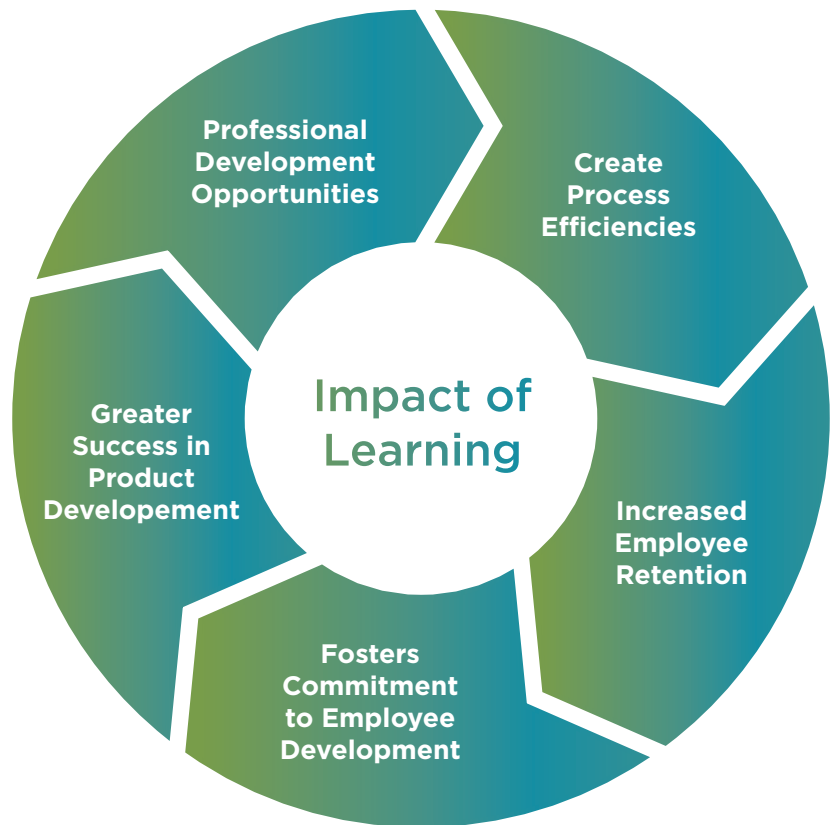 Professional
Development
Opportunities
Create
Process
Efficiencies
Increased
Employee
Retention
Fosters
Commitment
to Employee
Development
Greater
Success in
Product
Developement
Impact of
Learning